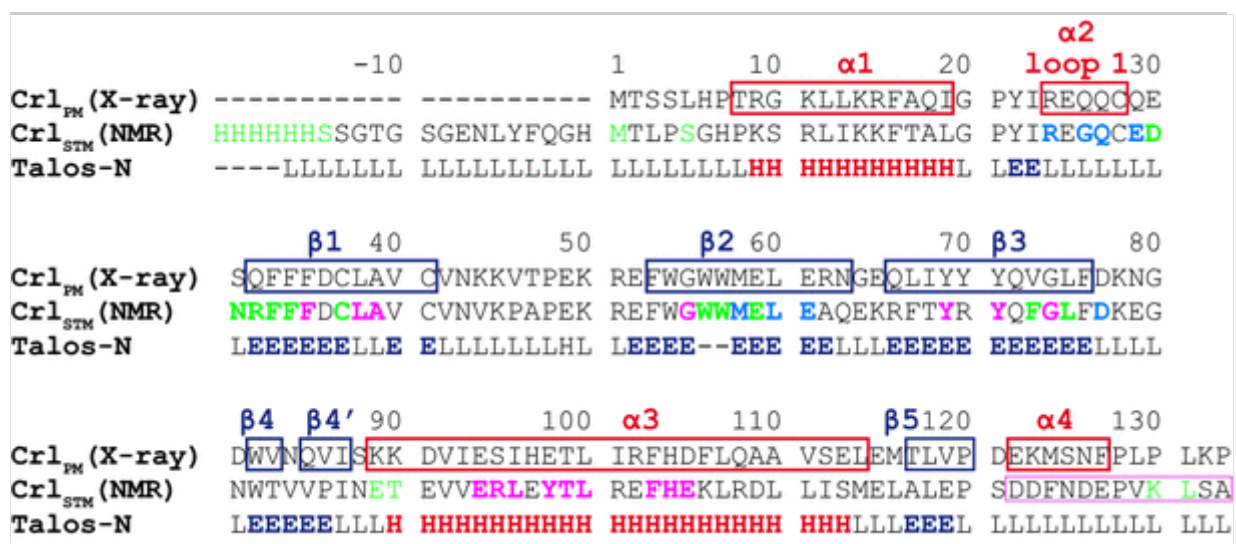 α2
-10 1 10 α1 20 loop 130
Crl_PM (X-ray) ---------- ---------- MTSSLHPTRG KLLKRFAQIG PYIREQQCQE
Crl_STM (NMR) HHHHHHSSGTG SGENLYFQGH MTLPSGHPKS RLIKKFTALG PYIREGQCED
Talos-N ----LLLLLLL LLLLLLLLLL LLLLLLLLHH HHHHHHHHHL LEELLLLLLL
β1 40 50 β2 60 70 β3 80
Crl_PM (X-ray) SQFFFDCLAV CVNKKVTPEK REFWGWWMEL ERNGEQLIYY YQVGLFDKNG
Crl_STM (NMR) NRFFFDCLAV CVNVKPAPEK REFWGWWMEL EAQEKRFTYR YQFGLFDKEG
Talos-N LEEEEEELLE ELLLLLLLHL LEEEE--EEE EELLLEEEEE EEEEEELLLL
β4 β4′ 90 100 α3 110 β5 120 α4 130
Crl_PM (X-ray) DWVNQVISKK DVIESIHETL IRFHDFLQAA VSELEMTLVP DEKMSNFPLP LKP
Crl_STM (NMR) NWTVVPINET EVVERLEYTL REFHEKLRDL LISMELALEP SDDFNDEPVK LSA
Talos-N LEEEEELLLH HHHHHHHHHH HHHHHHHHHH HHHLLLEEEL LLLLLLLLLL LLL